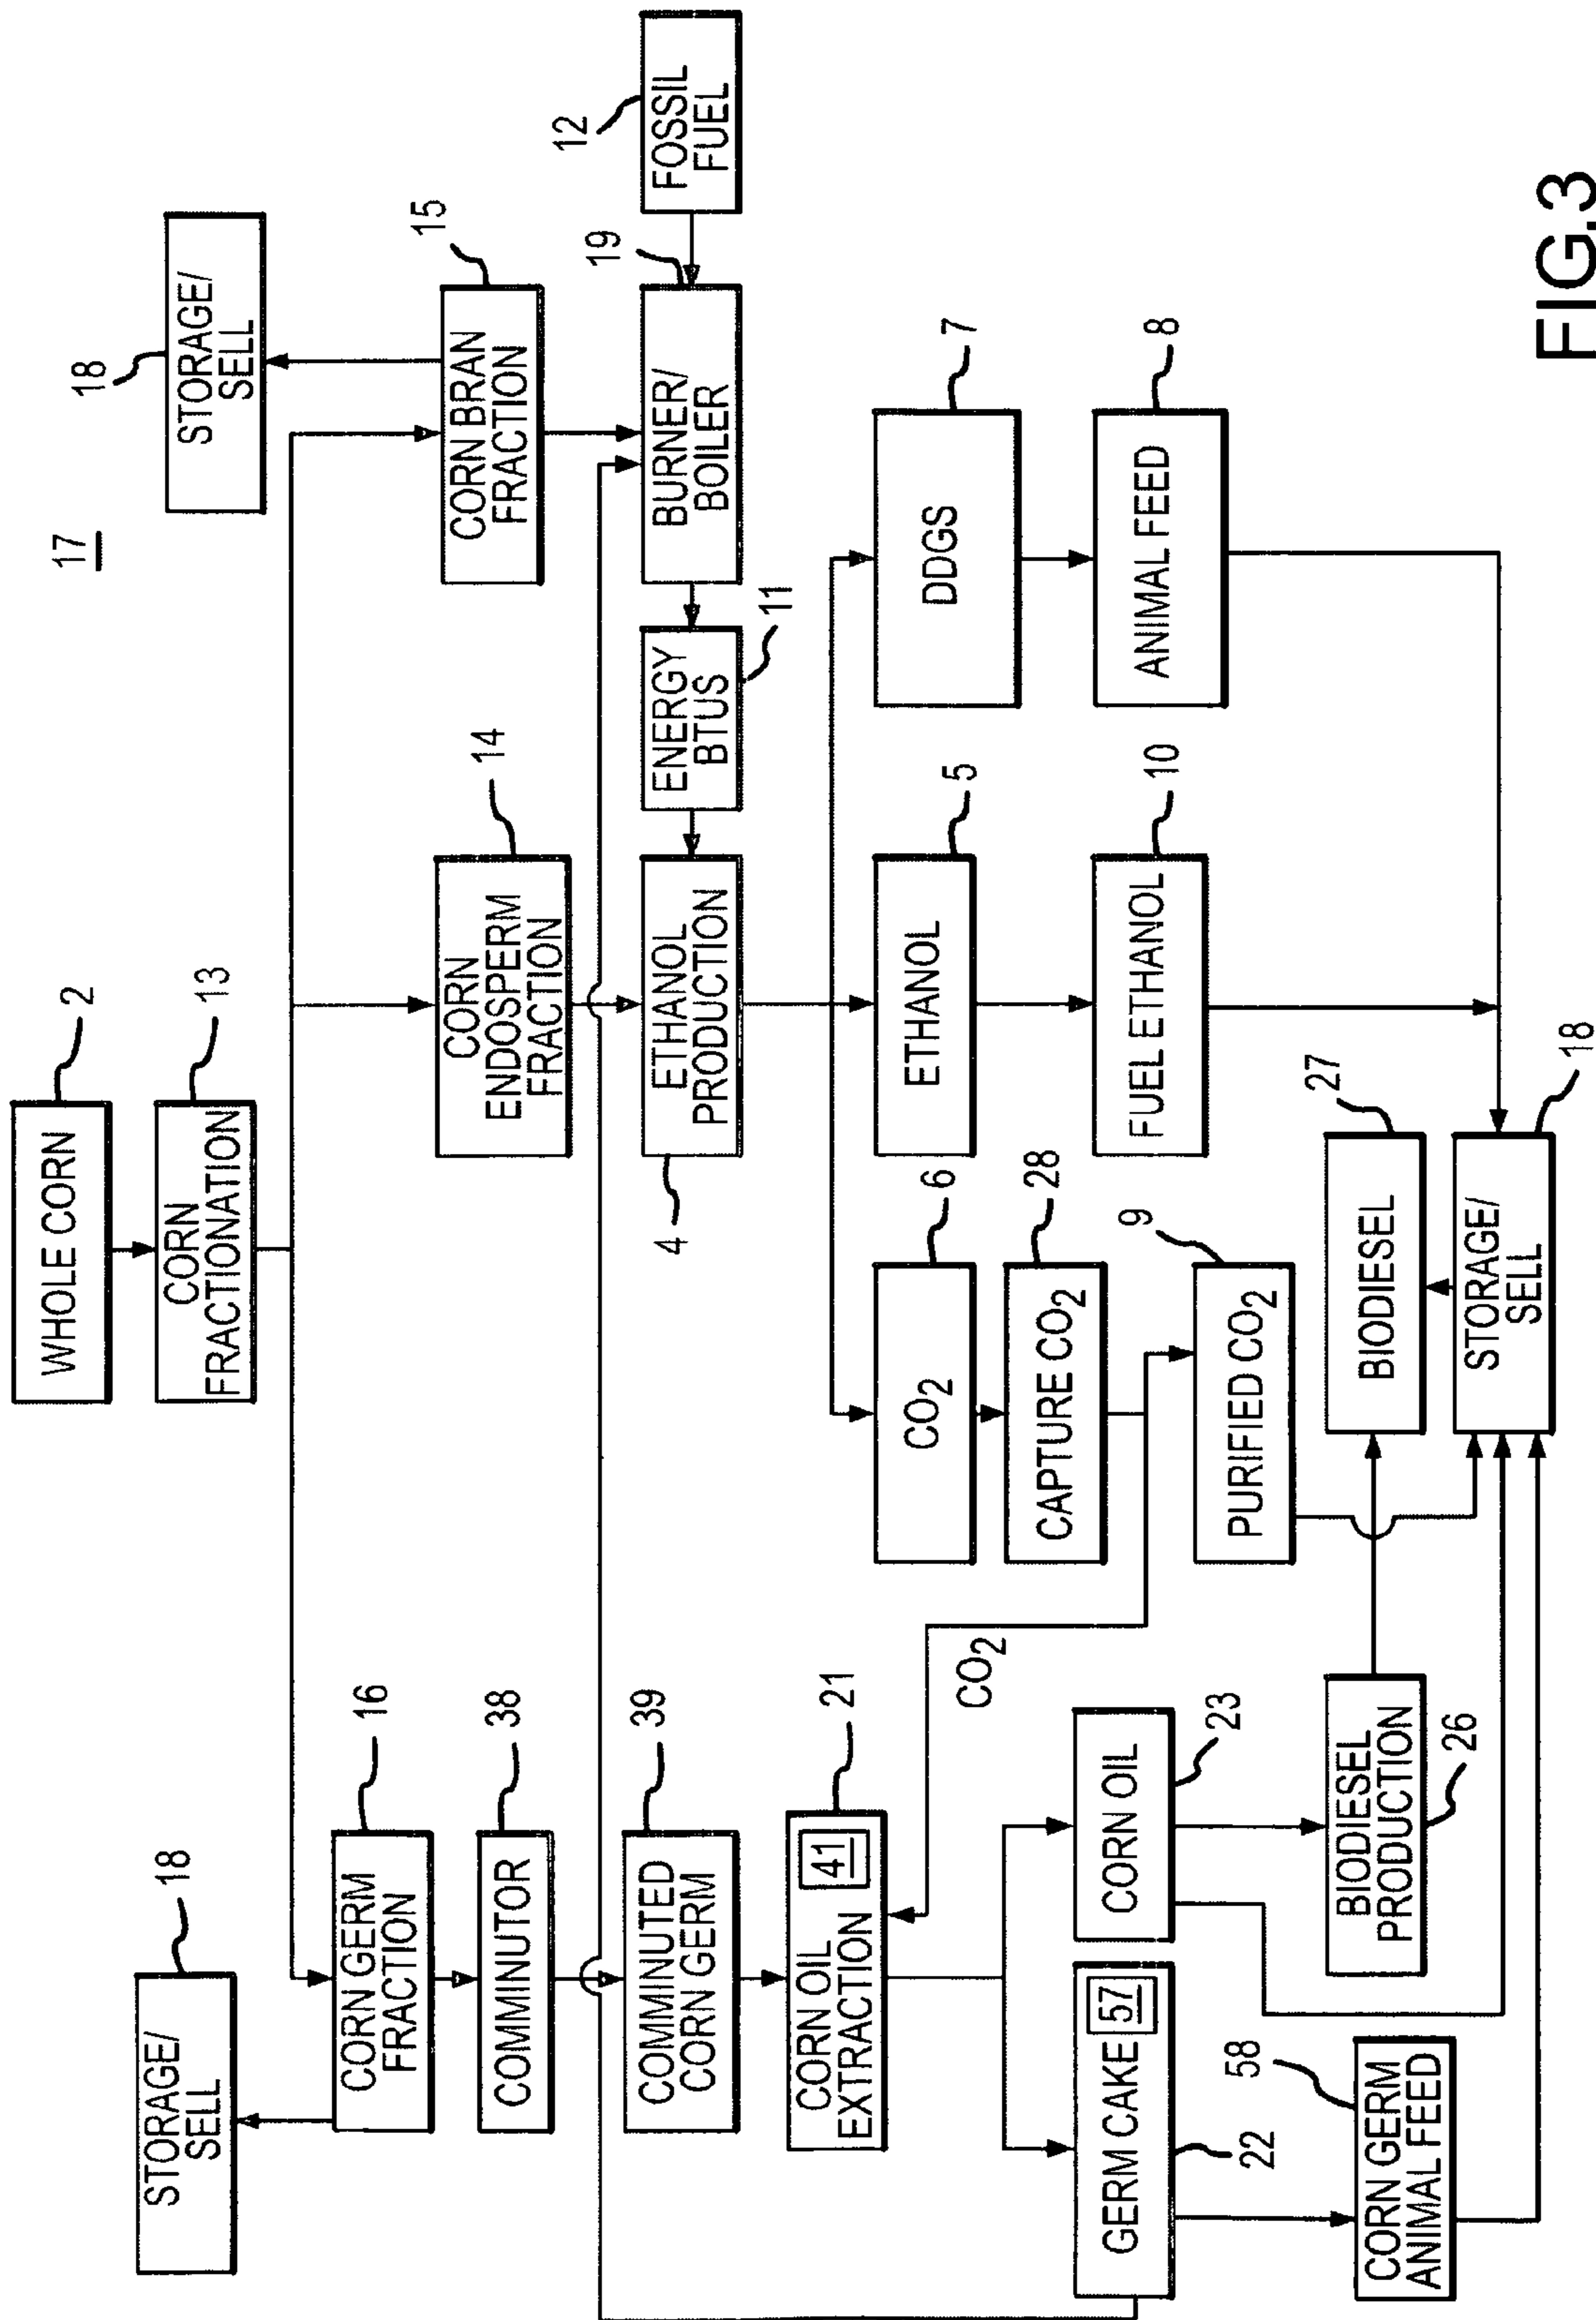 17
WHOLE CORN
2
CORN
FRACTIONATION
13
STORAGE/
SELL
18
STORAGE/
SELL
18
CORN GERM
FRACTION
16
CORN
ENDOSPERM
FRACTION
14
CORN BRAN
FRACTION
15
COMMINUTOR
38
COMMINUTED
CORN GERM
39
ETHANOL
PRODUCTION
4
ENERGY
BTUS
11
BURNER/
BOILER
19
FOSSIL
FUEL
12
CORN OIL
EXTRACTION
41
21
CO2
CO2
6
ETHANOL
5
DDGS
7
CAPTURE CO2
28
GERM CAKE
57
22
CORN OIL
23
PURIFIED CO2
9
FUEL ETHANOL
10
ANIMAL FEED
8
CORN GERM
ANIMAL FEED
58
BIODIESEL
PRODUCTION
26
BIODIESEL
27
STORAGE/
SELL
18
FIG.3